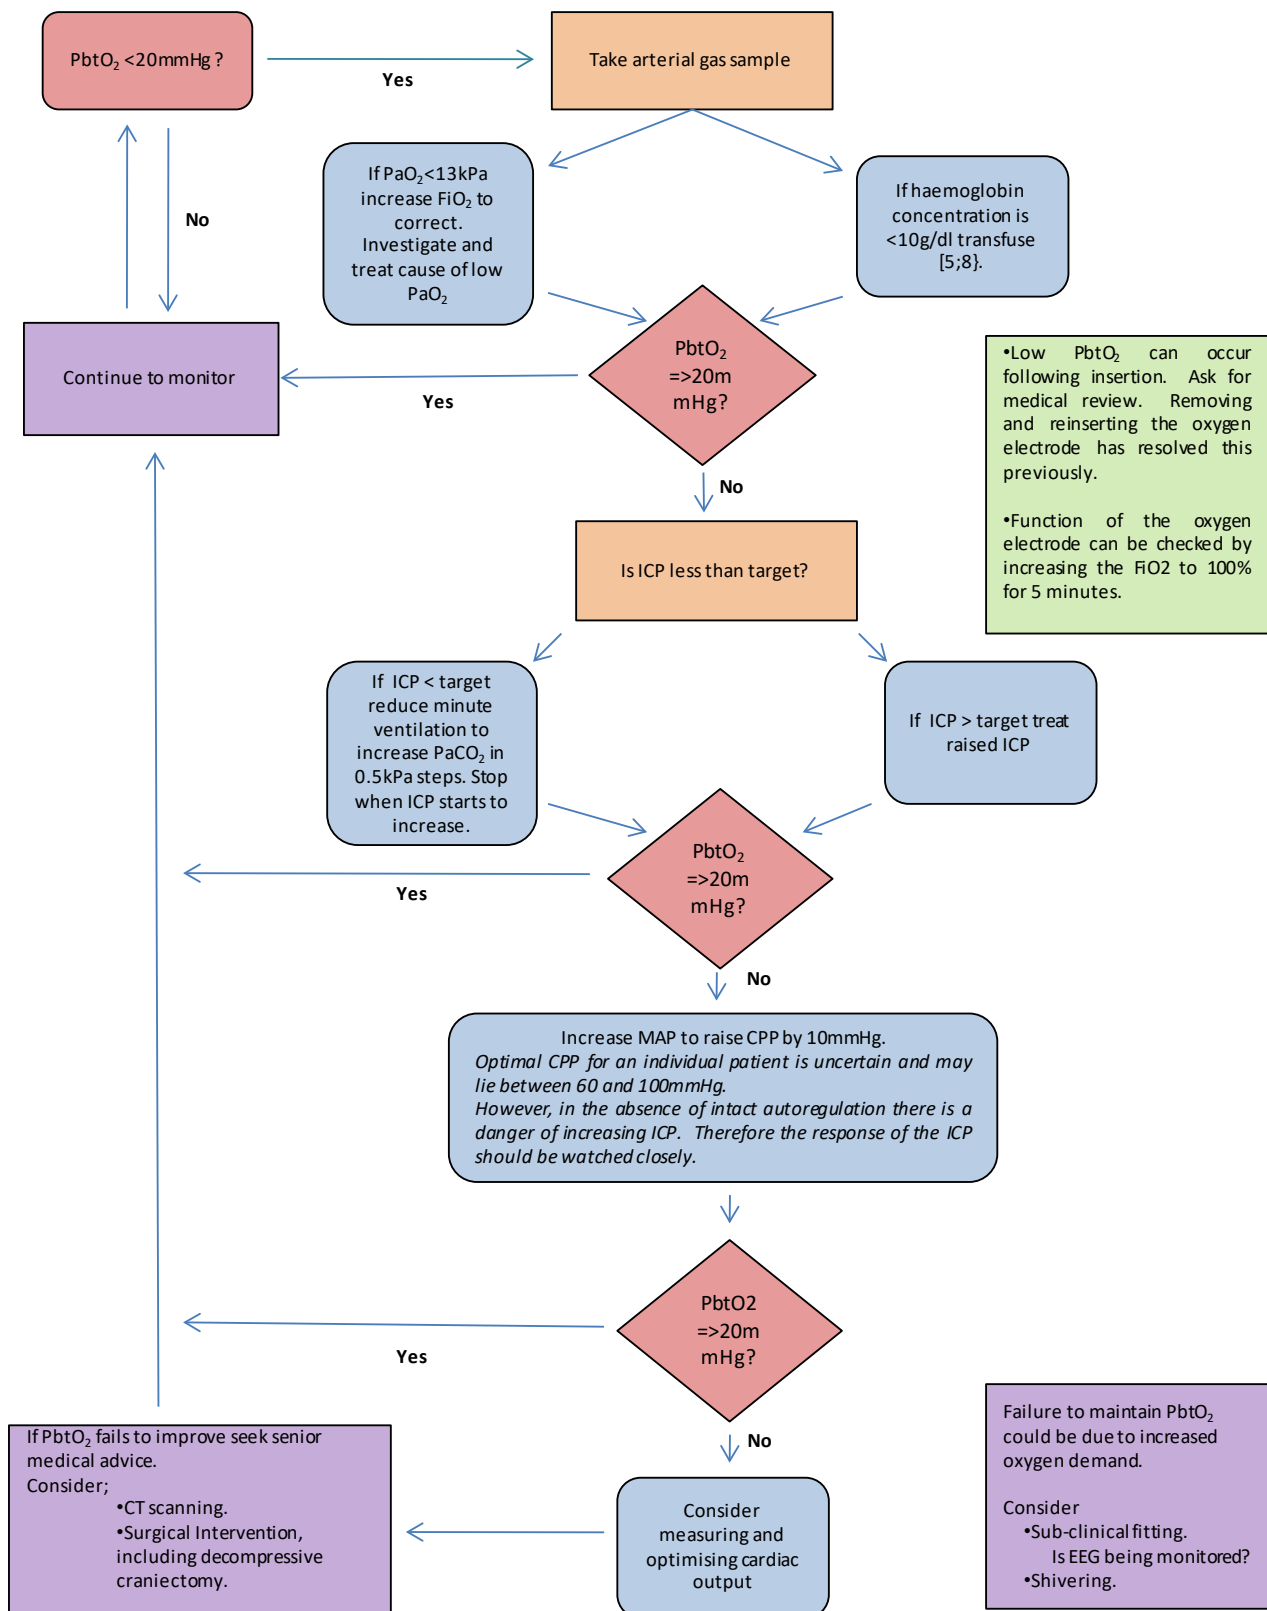 PbtO₂ <20mmHg ?
Yes
Take arterial gas sample
No
If PaO₂<13kPa
increase FiO₂ to
correct.
Investigate and
treat cause of low
PaO₂
If haemoglobin
concentration is
<10g/dl transfuse
[5;8}.
Continue to monitor
Yes
PbtO₂
=>20m
mHg?
No
•Low PbtO₂ can occur
following insertion. Ask for
medical review. Removing
and reinserting the oxygen
electrode has resolved this
previously.
•Function of the oxygen
electrode can be checked by
increasing the FiO2 to 100%
for 5 minutes.
Is ICP less than target?
If ICP < target
reduce minute
ventilation to
increase PaCO₂ in
0.5kPa steps. Stop
when ICP starts to
increase.
If ICP > target treat
raised ICP
PbtO₂
=>20m
mHg?
Yes
No
Increase MAP to raise CPP by 10mmHg.
Optimal CPP for an individual patient is uncertain and may
lie between 60 and 100mmHg.
However, in the absence of intact autoregulation there is a
danger of increasing ICP. Therefore the response of the ICP
should be watched closely.
PbtO2
=>20m
mHg?
Yes
No
If PbtO₂ fails to improve seek senior
medical advice.
Consider;
•CT scanning.
•Surgical Intervention,
including decompressive
craniectomy.
Consider
measuring and
optimising cardiac
output
Failure to maintain PbtO₂
could be due to increased
oxygen demand.
Consider
•Sub-clinical fitting.
Is EEG being monitored?
•Shivering.